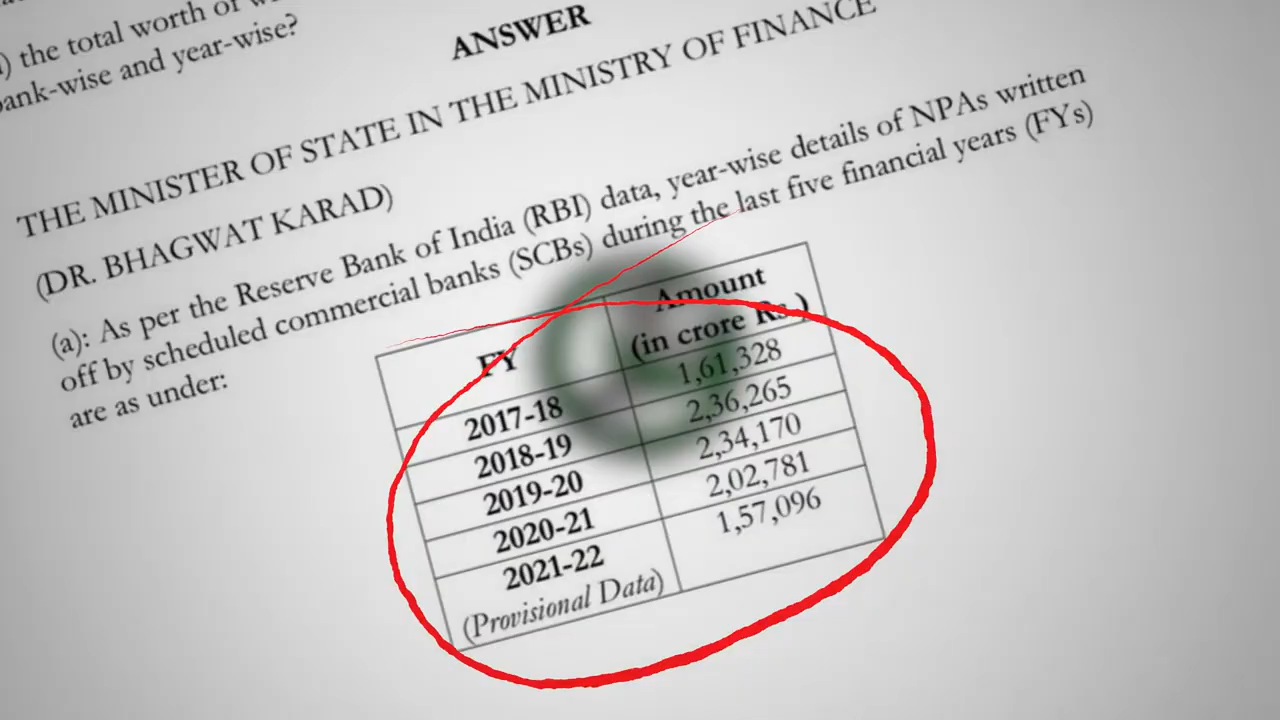 ) the total worth of
bank-wise and year-wise?
ANSWER
THE MINISTER OF STATE IN THE MINISTRY OF FINANCE
(DR. BHAGWAT KARAD)
(a): As per the Reserve Bank of India (RBI) data, year-wise details of NPAs written
off by scheduled commercial banks (SCBs) during the last five financial years (FYs)
are as under:
FY Amount
(in crore Rs.)
2017-18 1,61,328
2018-19 2,36,265
2019-20 2,34,170
2020-21 2,02,781
2021-22 1,57,096
(Provisional Data)